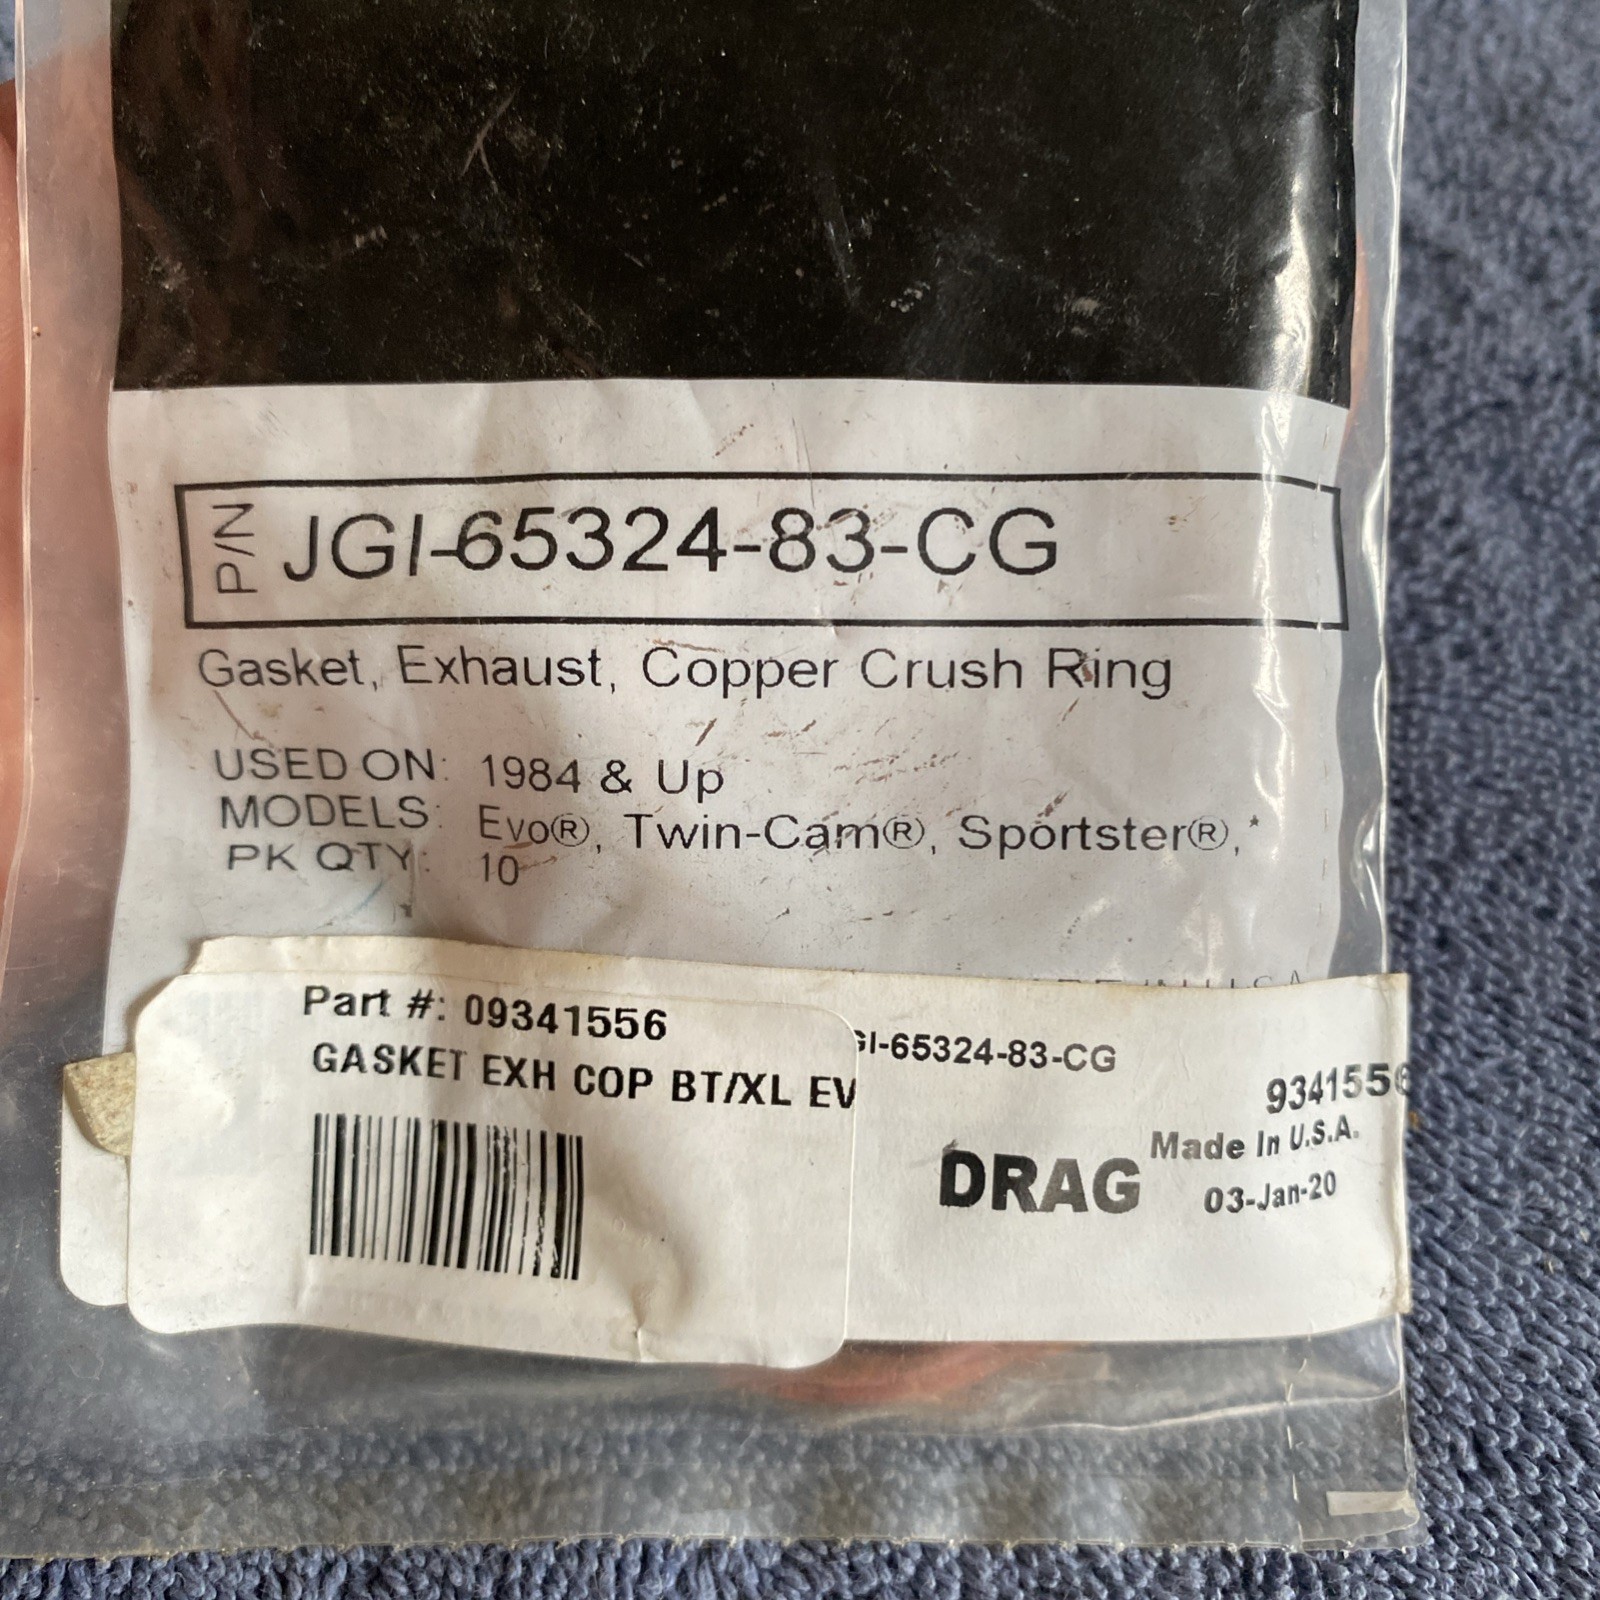 P/N JGI-65324-83-CG
Gasket, Exhaust, Copper Crush Ring
USED ON: 1984 & Up
MODELS: Evo®, Twin-Cam®, Sportster®,*
PK QTY: 10
IN U.S.A
Part #: 09341556
GASKET EXH COP BT/XL EV
GI-65324-83-CG
9341556
Made In U.S.A.
DRAG
03-Jan-20